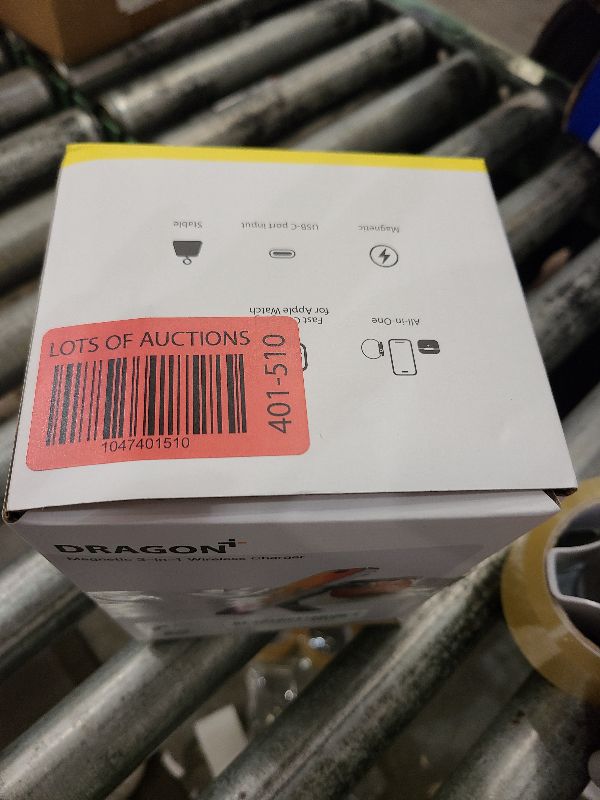 Stable
USB-C port input
Magnetic
for Apple Watch
Fast
All-in One
LOTS OF AUCTIONS
1047401510
401-510
DRAGON
Magnetic 3-in-1 Wireless Charger